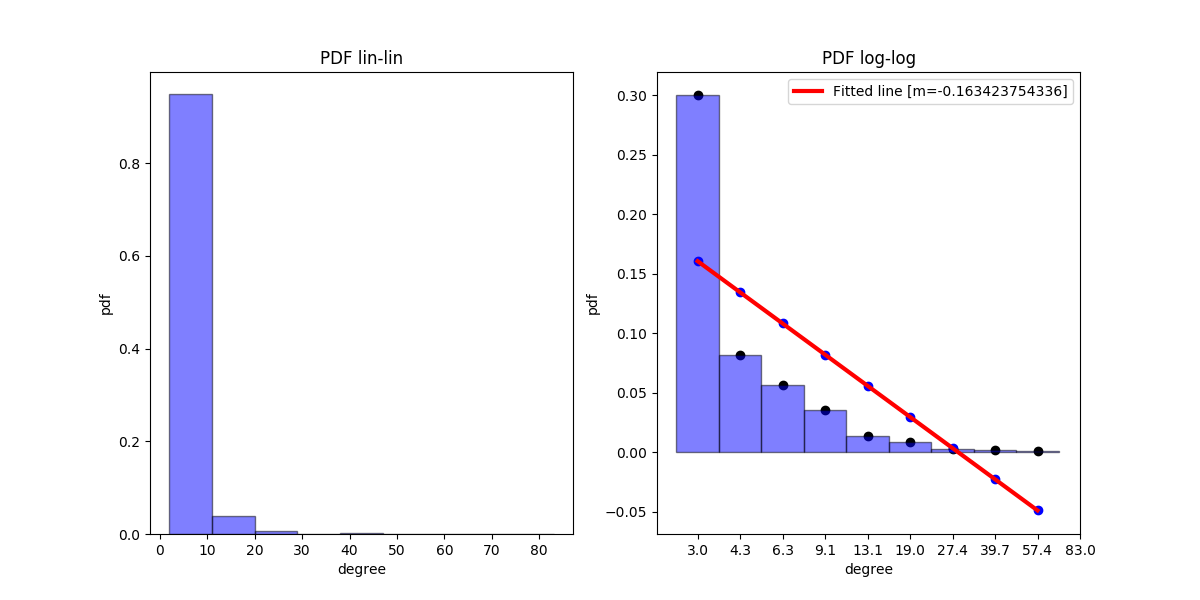 PDF lin-lin
pdf
0.8
0.6
0.4
0.2
0.0
0 10 20 30 40 50 60 70 80
degree
PDF log-log
Fitted line [m=-0.163423754336]
pdf
0.30
0.25
0.20
0.15
0.10
0.05
0.00
−0.05
3.0 4.3 6.3 9.1 13.1 19.0 27.4 39.7 57.4 83.0
degree